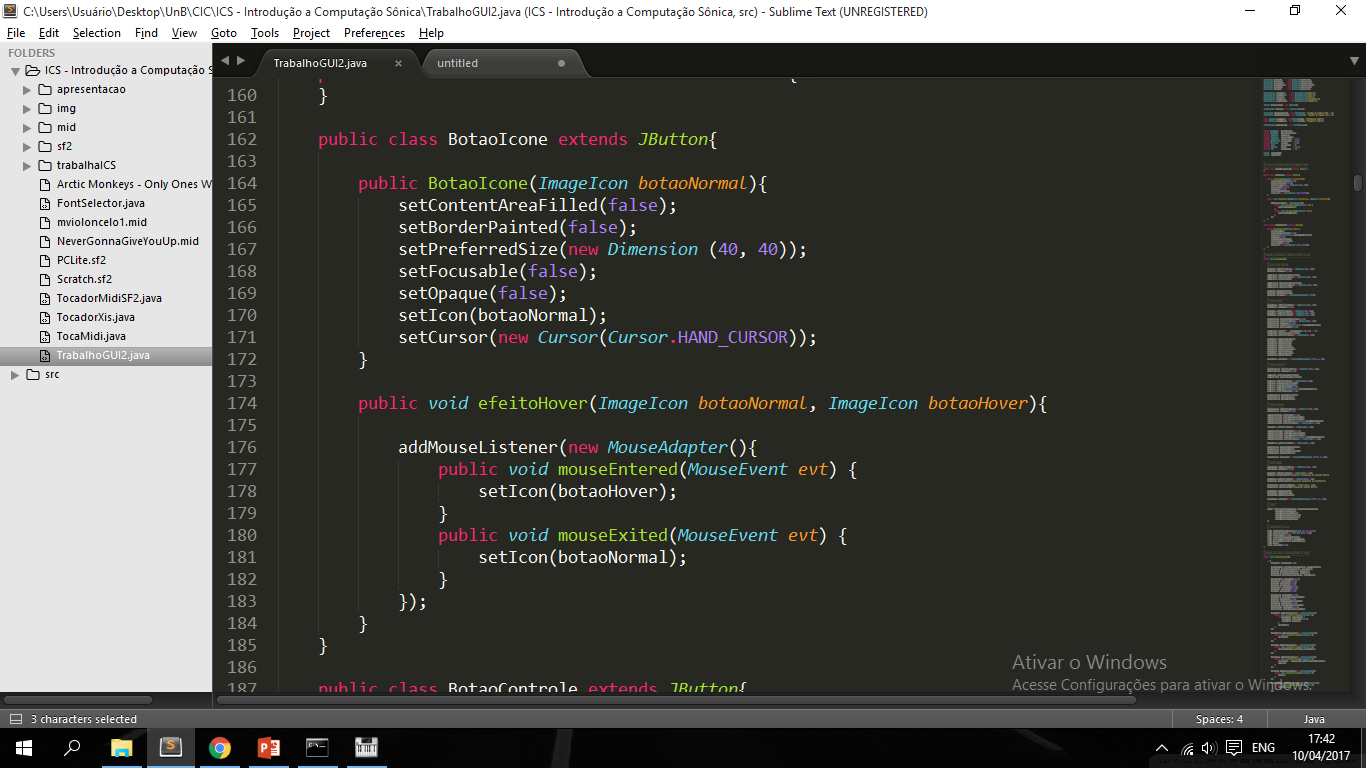 C:\Users\Usuário\Desktop\UnB\CIC\ICS - Introdução a Computação Sônica\TrabalhoGUI2.java (ICS - Introdução a Computação Sônica, src) - Sublime Text (UNREGISTERED)
File Edit Selection Find View Goto Tools Project Preferences Help
FOLDERS
ICS - Introdução a Computação S
apresentacao
img
mid
sf2
trabalhaICS
Arctic Monkeys - Only Ones W
FontSelector.java
mvioloncelo1.mid
NeverGonnaGiveYouUp.mid
PCLite.sf2
Scratch.sf2
TocadorMidiSF2.java
TocadorXis.java
TocaMidi.java
TrabalhoGUI2.java
src
TrabalhoGUI2.java × untitled
160 }
161
162 public class BotaoIcone extends JButton{
163
164 public BotaoIcone(ImageIcon botaoNormal){
165 setContentAreaFilled(false);
166 setBorderPainted(false);
167 setPreferredSize(new Dimension (40, 40));
168 setFocusable(false);
169 setOpaque(false);
170 setIcon(botaoNormal);
171 setCursor(new Cursor(Cursor.HAND_CURSOR));
172 }
173
174 public void efeitoHover(ImageIcon botaoNormal, ImageIcon botaoHover){
175
176 addMouseListener(new MouseAdapter(){
177 public void mouseEntered(MouseEvent evt) {
178 setIcon(botaoHover);
179 }
180 public void mouseExited(MouseEvent evt) {
181 setIcon(botaoNormal);
182 }
183 });
184 }
185 }
186
187 public class BotaoControle extends JButton{
Ativar o Windows
Acesse Configurações para ativar o Windows.
3 characters selected Spaces: 4 Java
ENG
17:42
10/04/2017